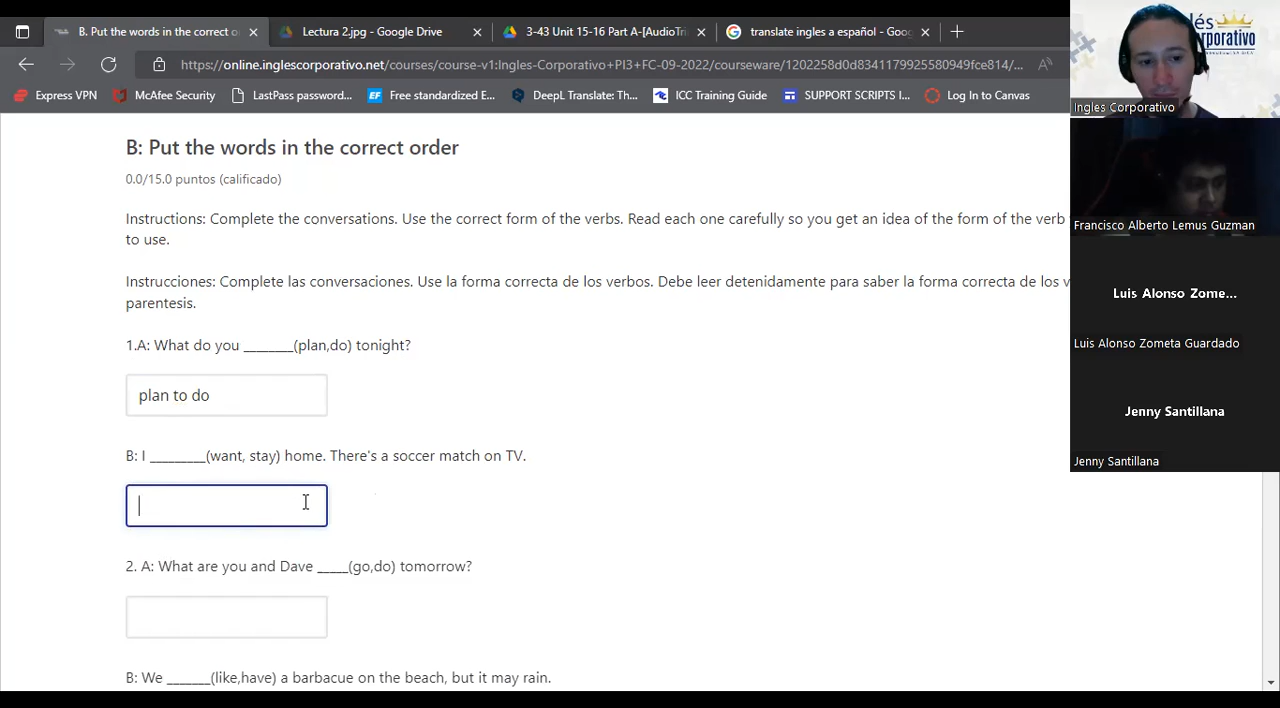 B. Put the words in the correct o
Lectura 2.jpg - Google Drive
3-43 Unit 15-16 Part A-[AudioTri
translate ingles a español - Goog
https://online.inglescorporativo.net/courses/course-v1:Ingles-Corporativo+PI3+FC-09-2022/courseware/1202258d0d8341179925580949fce814/...
Express VPN
McAfee Security
LastPass password...
EF
Free standardized E...
DeepL Translate: Th...
ICC Training Guide
SUPPORT SCRIPTS I...
Log In to Canvas
B: Put the words in the correct order
0.0/15.0 puntos (calificado)
Instructions: Complete the conversations. Use the correct form of the verbs. Read each one carefully so you get an idea of the form of the verb
to use.
Instrucciones: Complete las conversaciones. Use la forma correcta de los verbos. Debe leer detenidamente para saber la forma correcta de los v
parentesis.
1.A: What do you ________(plan,do) tonight?
plan to do
B: I _________(want, stay) home. There's a soccer match on TV.
2. A: What are you and Dave _____(go,do) tomorrow?
B: We _______(like,have) a barbacue on the beach, but it may rain.
Ingles Corporativo
Francisco Alberto Lemus Guzman
Luis Alonso Zome...
Luis Alonso Zometa Guardado
Jenny Santillana
Jenny Santillana